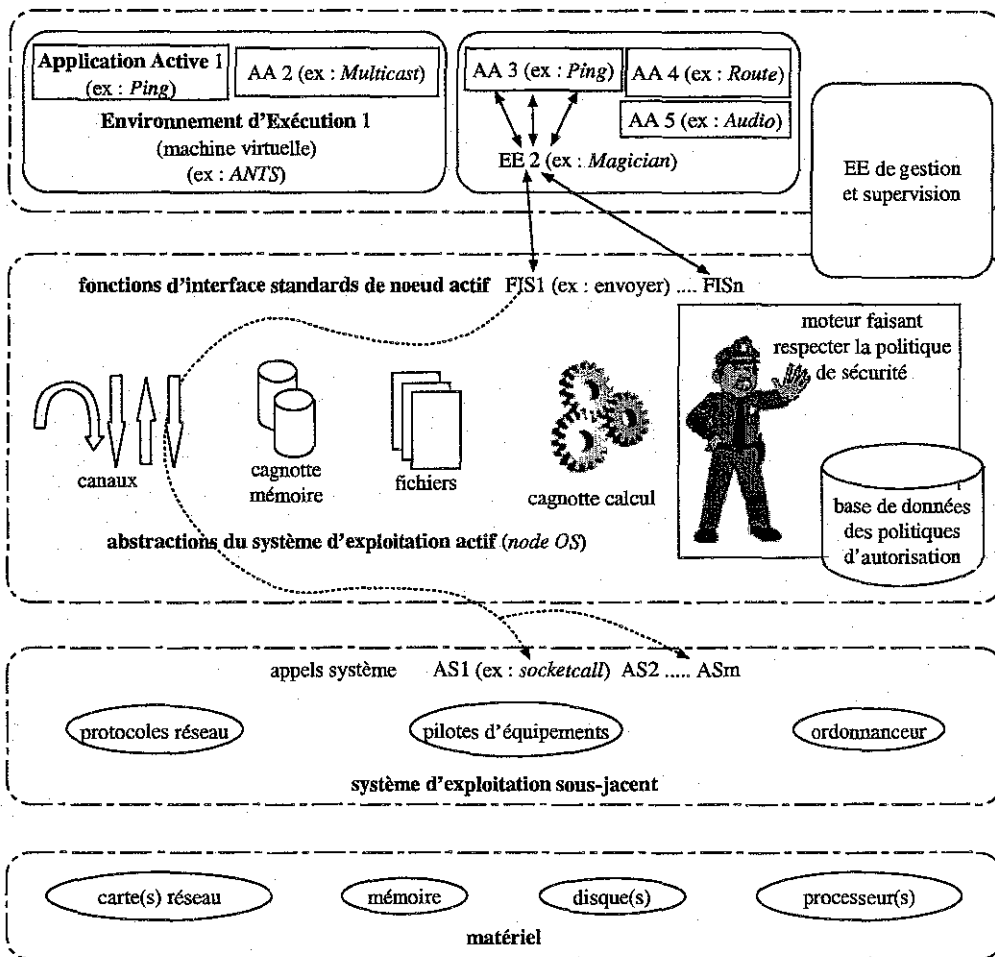 Application Active 1
(ex : Ping)
AA 2 (ex : Multicast)
Environnement d'Exécution 1
(machine virtuelle)
(ex : ANTS)
AA 3 (ex : Ping)
AA 4 (ex : Route)
AA 5 (ex : Audio)
EE 2 (ex : Magician)
EE de gestion
et supervision
fonctions d'interface standards de noeud actif FIS1 (ex : envoyer) .... FISn
moteur faisant
respecter la politique
de sécurité
canaux
cagnotte
mémoire
fichiers
cagnotte calcul
base de données
des politiques
d'autorisation
abstractions du système d'exploitation actif (node OS)
appels système AS1 (ex : socketcall) AS2 ..... ASm
protocoles réseau
pilotes d'équipements
ordonnanceur
système d'exploitation sous-jacent
carte(s) réseau
mémoire
disque(s)
processeur(s)
matériel